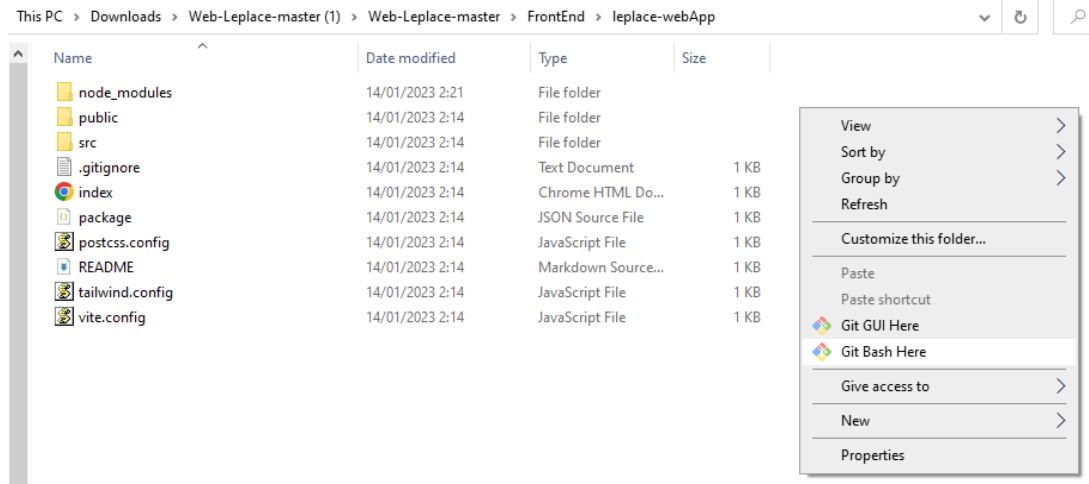 This PC > Downloads > Web-Leplace-master (1) > Web-Leplace-master > FrontEnd > leplace-webApp
Name Date modified Type Size
node_modules 14/01/2023 2:21 File folder
public 14/01/2023 2:14 File folder
src 14/01/2023 2:14 File folder
.gitignore 14/01/2023 2:14 Text Document 1 KB
index 14/01/2023 2:14 Chrome HTML Do... 1 KB
package 14/01/2023 2:14 JSON Source File 1 KB
postcss.config 14/01/2023 2:14 JavaScript File 1 KB
README 14/01/2023 2:14 Markdown Source... 1 KB
tailwind.config 14/01/2023 2:14 JavaScript File 1 KB
vite.config 14/01/2023 2:14 JavaScript File 1 KB
View
Sort by
Group by
Refresh
Customize this folder...
Paste
Paste shortcut
Git GUI Here
Git Bash Here
Give access to
New
Properties